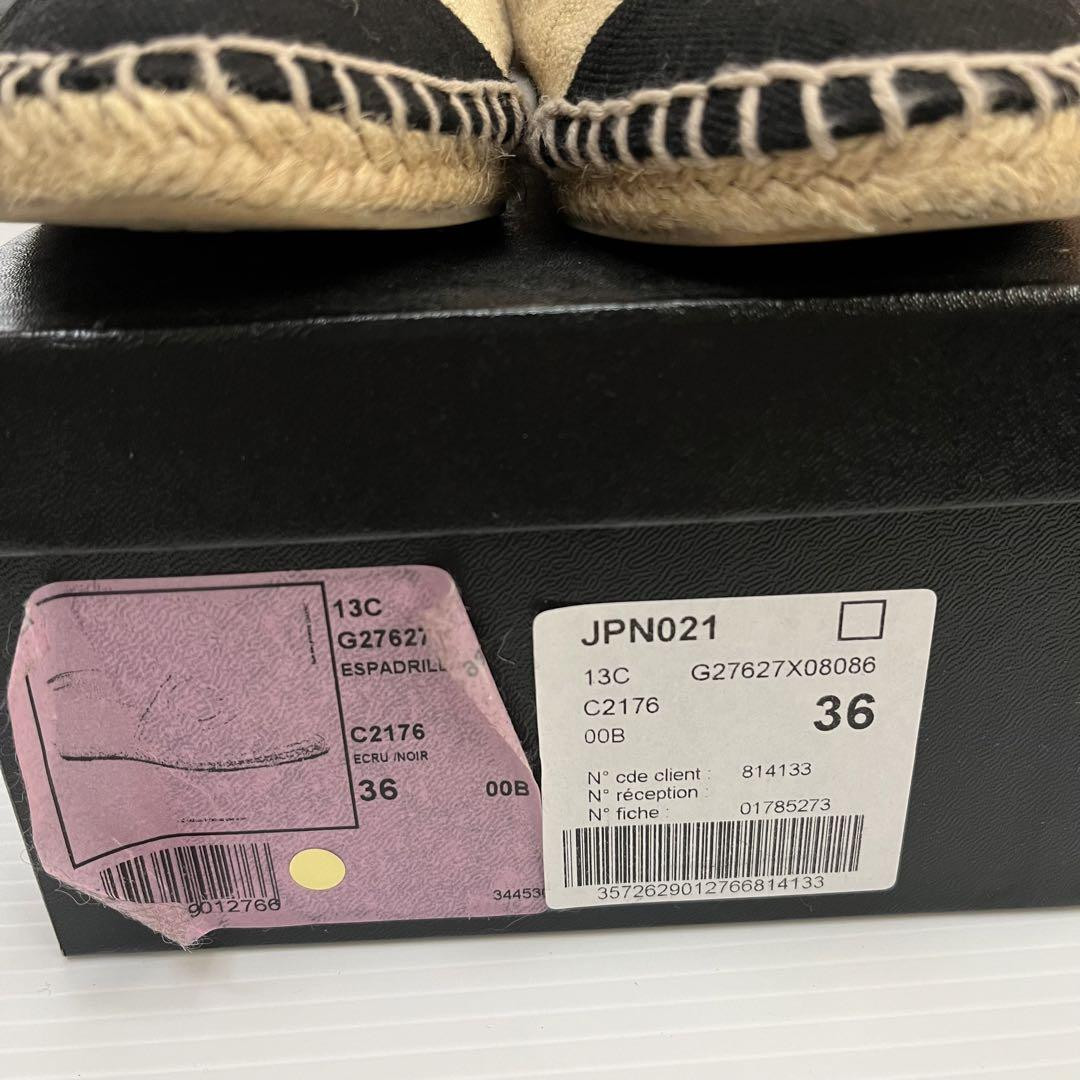 13C
G27627
ESPADRILL
C2176
ECRU /NOIR
36
00B
9012766
34453
JPN021
13C G27627X08086
C2176
36
00B
N° cde client : 814133
N° réception :
N° fiche : 01785273
3572629012766814133